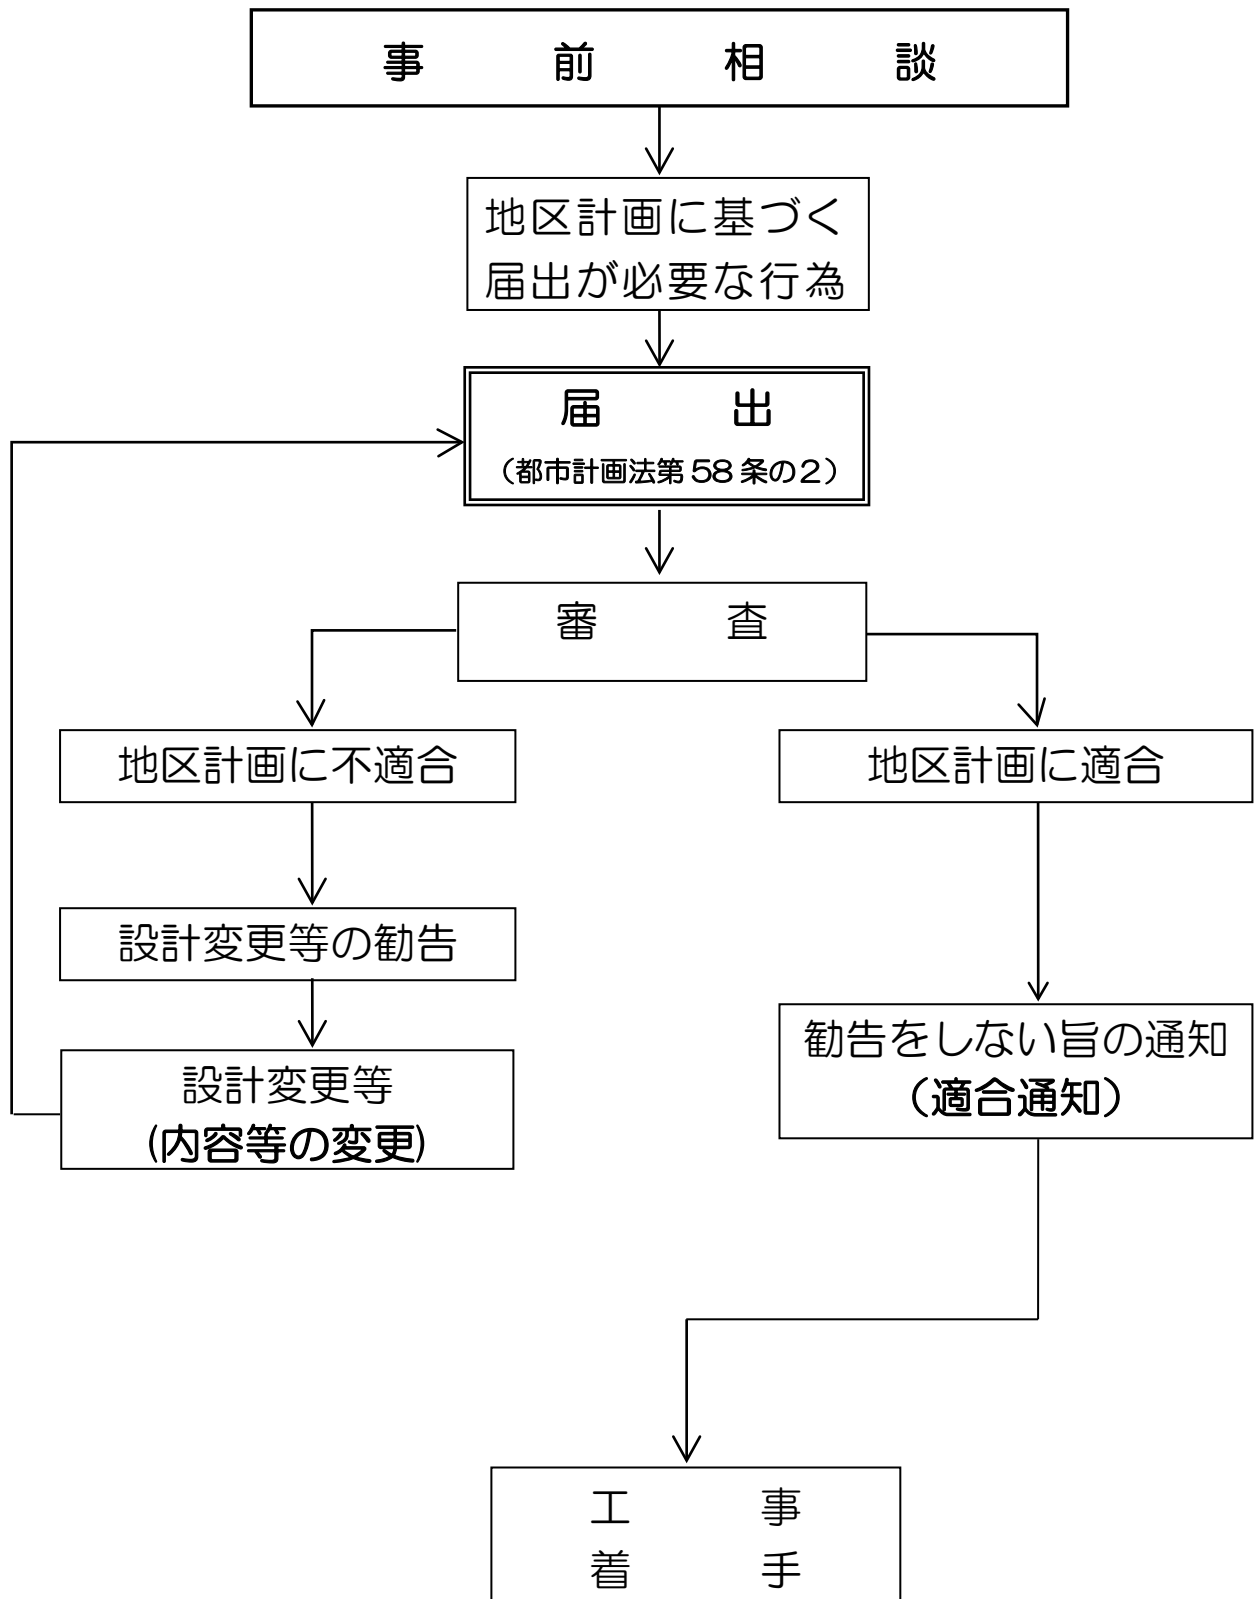 事前相談
地区計画に基づく
届出が必要な行為
届出
（都市計画法第58条の2）
審査
地区計画に不適合
地区計画に適合
設計変更等の勧告
設計変更等
(内容等の変更)
勧告をしない旨の通知
（適合通知）
工事
着手